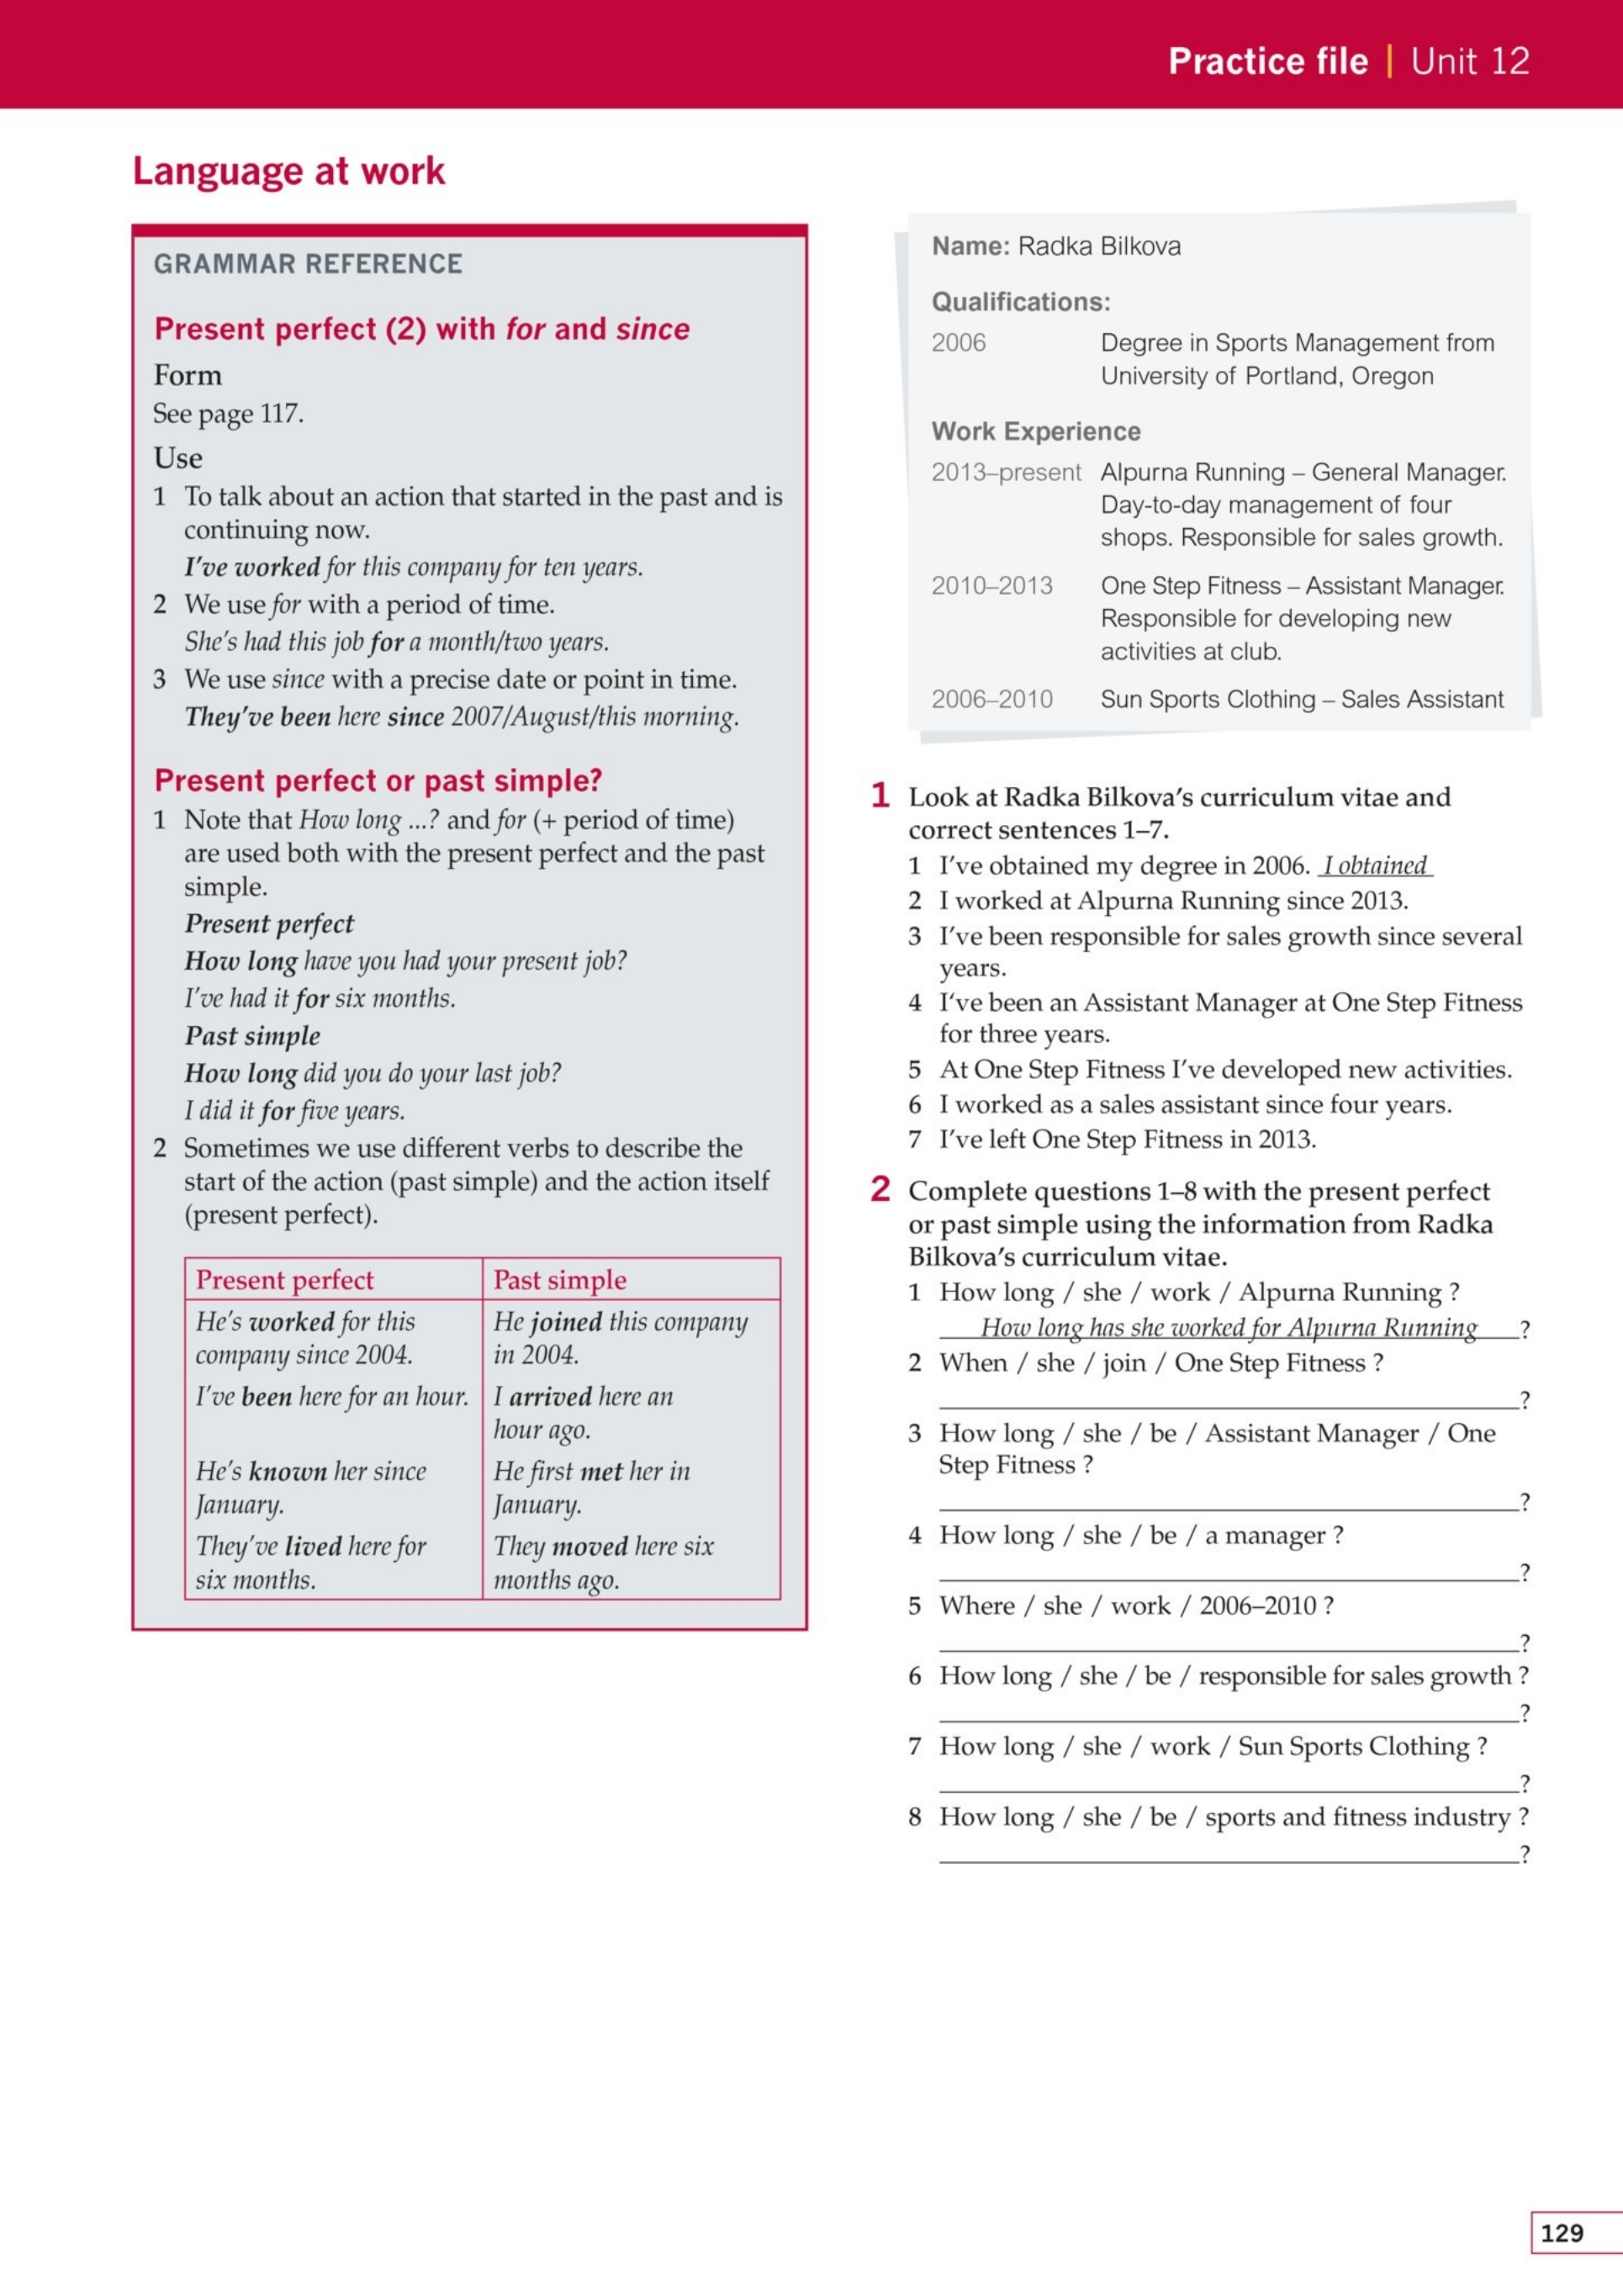 Practice file | Unit 12
Language at work
GRAMMAR REFERENCE
Present perfect (2) with for and since
Form
See page 117.
Use
1 To talk about an action that started in the past and is
continuing now.
I've worked for this company for ten years.
2 We use for with a period of time.
She's had this job for a month/two years.
3 We use since with a precise date or point in time.
They've been here since 2007/August/this morning.
Present perfect or past simple?
1 Note that How long ...? and for (+ period of time)
are used both with the present perfect and the past
simple.
Present perfect
How long have you had your present job?
I've had it for six months.
Past simple
How long did you do your last job?
I did it for five years.
2 Sometimes we use different verbs to describe the
start of the action (past simple) and the action itself
(present perfect).
Present perfect Past simple
He's worked for this He joined this company
company since 2004. in 2004.
I've been here for an hour. I arrived here an
hour ago.
He's known her since He first met her in
January. January.
They've lived here for They moved here six
six months. months ago.
Name: Radka Bilkova
Qualifications:
2006 Degree in Sports Management from
University of Portland, Oregon
Work Experience
2013–present Alpurna Running – General Manager.
Day-to-day management of four
shops. Responsible for sales growth.
2010–2013 One Step Fitness – Assistant Manager.
Responsible for developing new
activities at club.
2006–2010 Sun Sports Clothing – Sales Assistant
1 Look at Radka Bilkova's curriculum vitae and
correct sentences 1–7.
1 I've obtained my degree in 2006. I obtained
2 I worked at Alpurna Running since 2013.
3 I've been responsible for sales growth since several
years.
4 I've been an Assistant Manager at One Step Fitness
for three years.
5 At One Step Fitness I've developed new activities.
6 I worked as a sales assistant since four years.
7 I've left One Step Fitness in 2013.
2 Complete questions 1–8 with the present perfect
or past simple using the information from Radka
Bilkova's curriculum vitae.
1 How long / she / work / Alpurna Running ?
How long has she worked for Alpurna Running ?
2 When / she / join / One Step Fitness ?
?
3 How long / she / be / Assistant Manager / One
Step Fitness ?
?
4 How long / she / be / a manager ?
?
5 Where / she / work / 2006–2010 ?
?
6 How long / she / be / responsible for sales growth ?
?
7 How long / she / work / Sun Sports Clothing ?
?
8 How long / she / be / sports and fitness industry ?
?
129